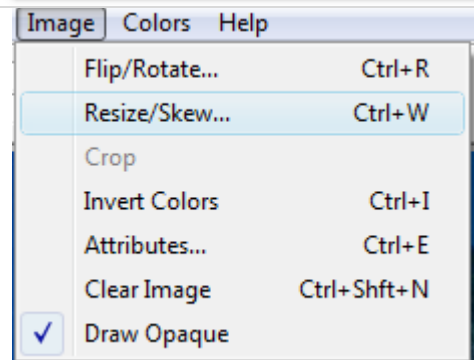 Image Colors Help
Flip/Rotate... Ctrl+R
Resize/Skew... Ctrl+W
Crop
Invert Colors Ctrl+I
Attributes... Ctrl+E
Clear Image Ctrl+Shft+N
Draw Opaque